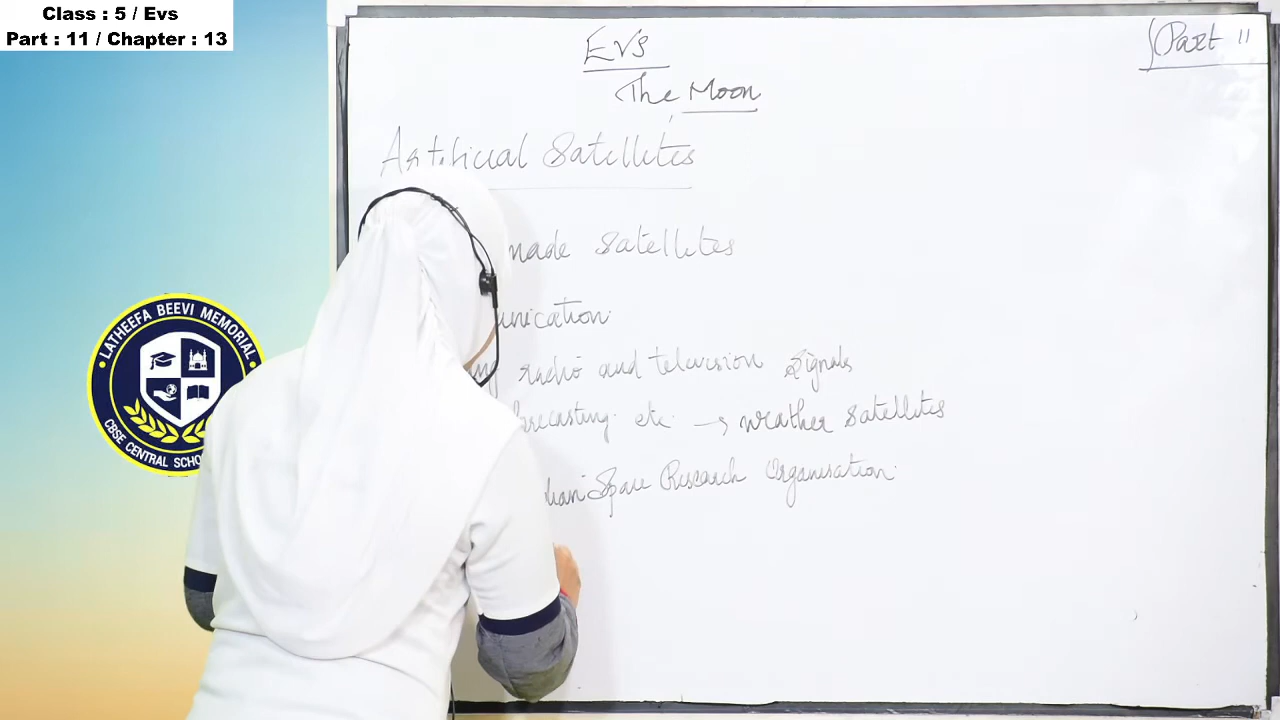 Class : 5 / Evs
Part : 11 / Chapter : 13
EVS
Part 11
The Moon
Artificial Satellites
made Satellites
unication
radio and television Signals
forecasting etc → weather satellites
Space Research Organisation
LATHEEFA BEEVI MEMORIAL
CBSE CENTRAL SCHO